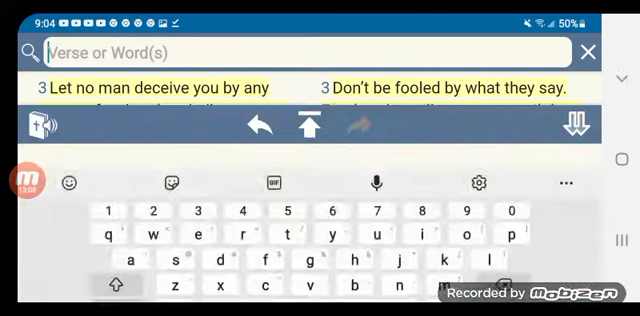 9:04 50%
Verse or Word(s)
3 Let no man deceive you by any
3 Don't be fooled by what they say.
13:08
GIF
1 2 3 4 5 6 7 8 9 0
q w e r t y u i o p
a s d f g h j k l
z x c v b n m
Recorded by MOBIZEN